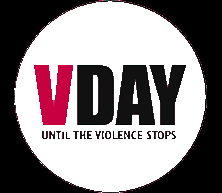 VDAY
UNTIL THE VIOLENCE STOPS